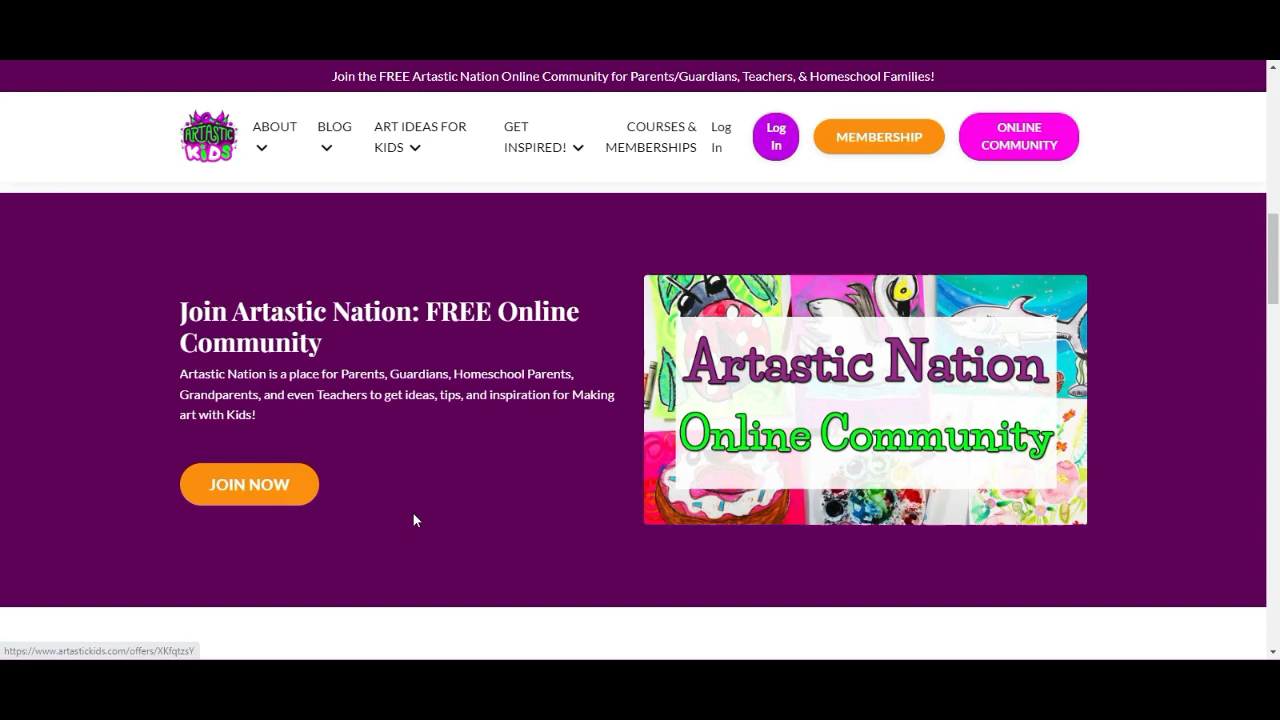 Join the FREE Artastic Nation Online Community for Parents/Guardians, Teachers, & Homeschool Families!
ARTASTIC
KIDS
ABOUT
BLOG
ART IDEAS FOR
KIDS
GET
INSPIRED!
COURSES &
MEMBERSHIPS
Log
In
Log
In
MEMBERSHIP
ONLINE
COMMUNITY
Join Artastic Nation: FREE Online
Community
Artastic Nation is a place for Parents, Guardians, Homeschool Parents,
Grandparents, and even Teachers to get ideas, tips, and inspiration for Making
art with Kids!
JOIN NOW
Artastic Nation
Online Community
https://www.artastickids.com/offers/XKfqtzsY